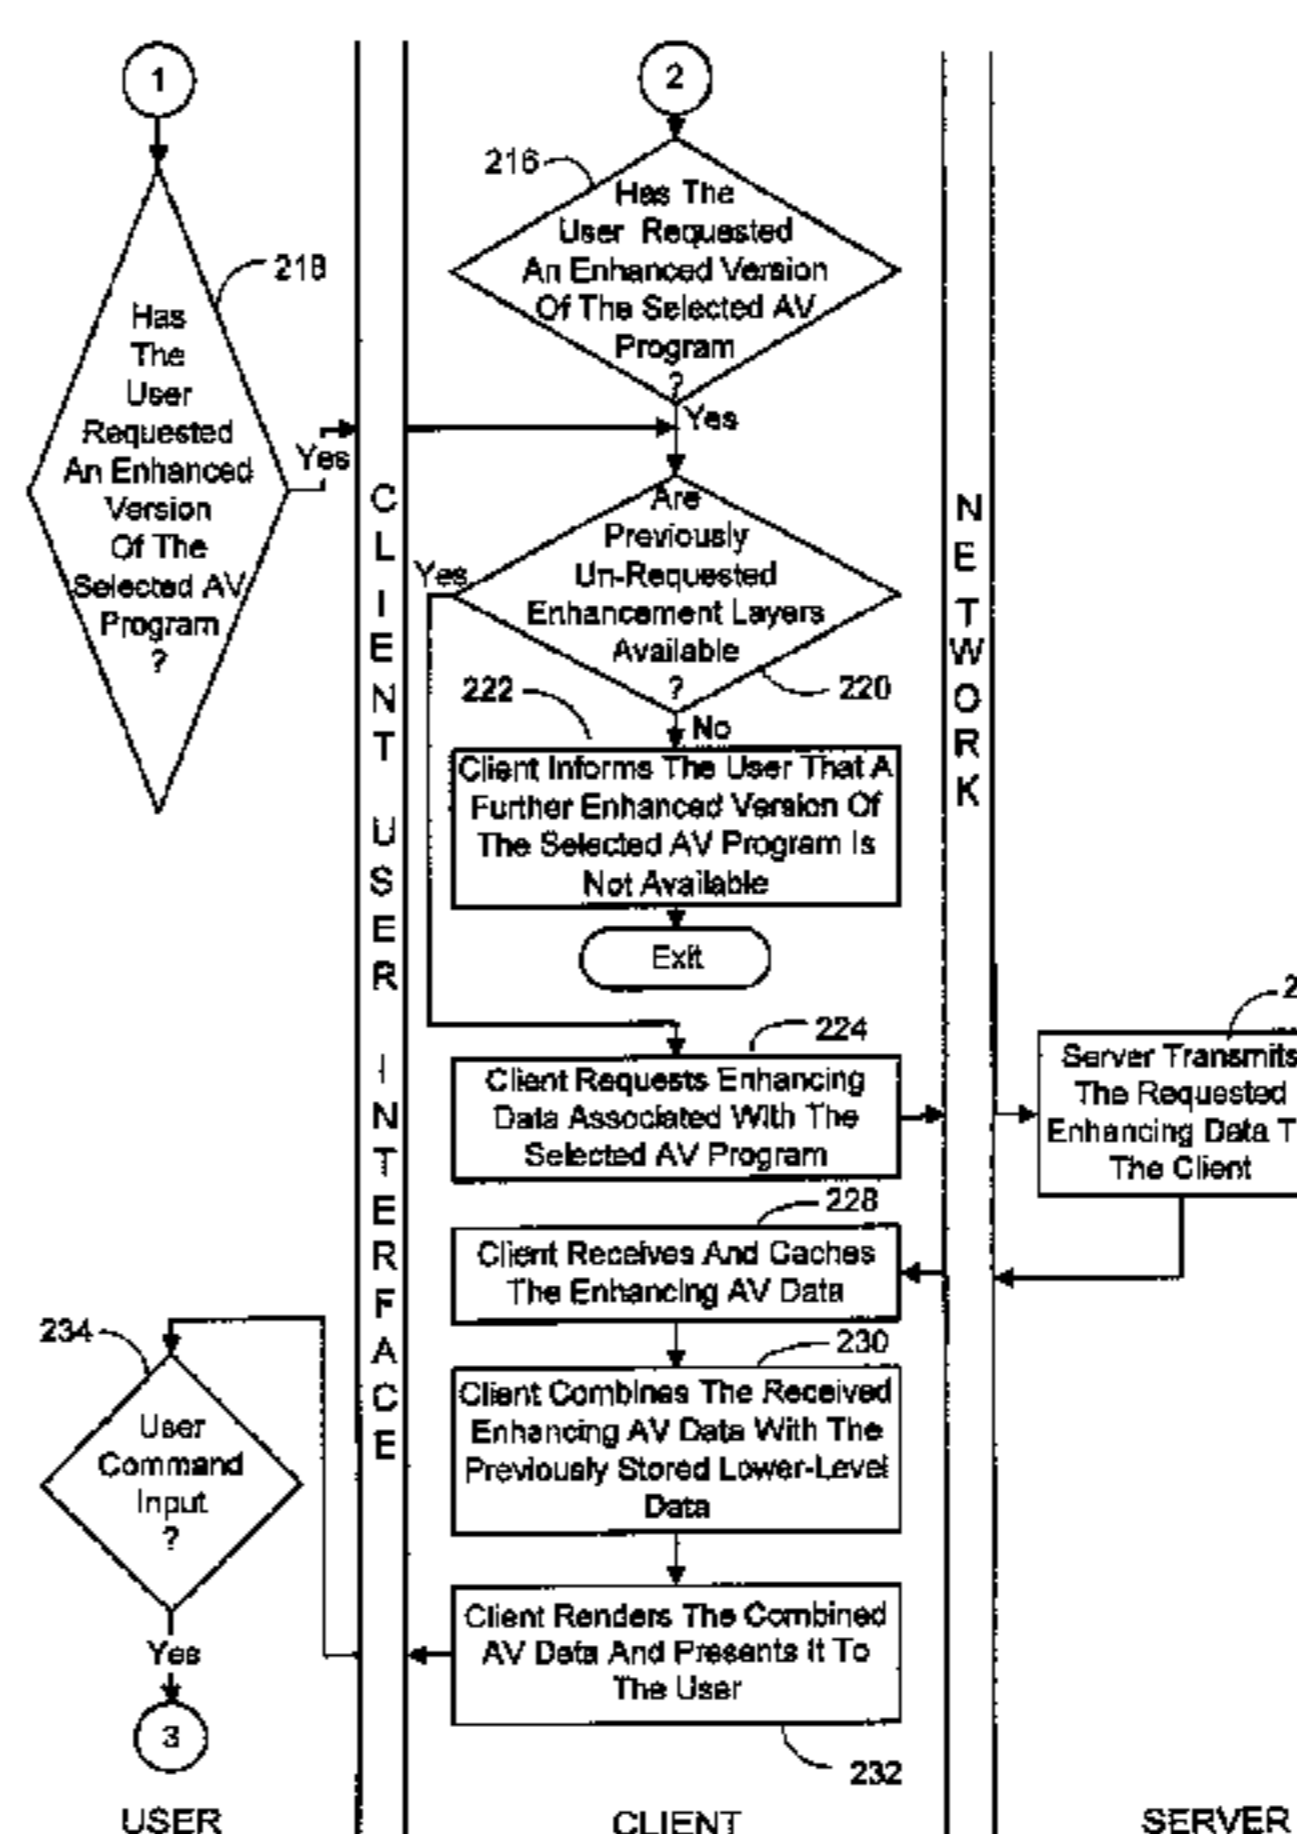 1
2
216
Has The
User Requested
An Enhanced Version
Of The Selected AV
Program
?
Yes
218
Has
The
User
Requested
An Enhanced
Version
Of The
Selected AV
Program
?
Yes
CLIENT USER INTERFACE
NETWORK
Are
Previously
Un-Requested
Enhancement Layers
Available
?
Yes
220
No
222
Client Informs The User That A
Further Enhanced Version Of
The Selected AV Program Is
Not Available
Exit
224
Client Requests Enhancing
Data Associated With The
Selected AV Program
Server Transmits
The Requested
Enhancing Data
The Client
228
Client Receives And Caches
The Enhancing AV Data
230
Client Combines The Received
Enhancing AV Data With The
Previously Stored Lower-Level
Data
234
User
Command
Input
?
Yes
3
Client Renders The Combined
AV Data And Presents It To
The User
232
USER
CLIENT
SERVER